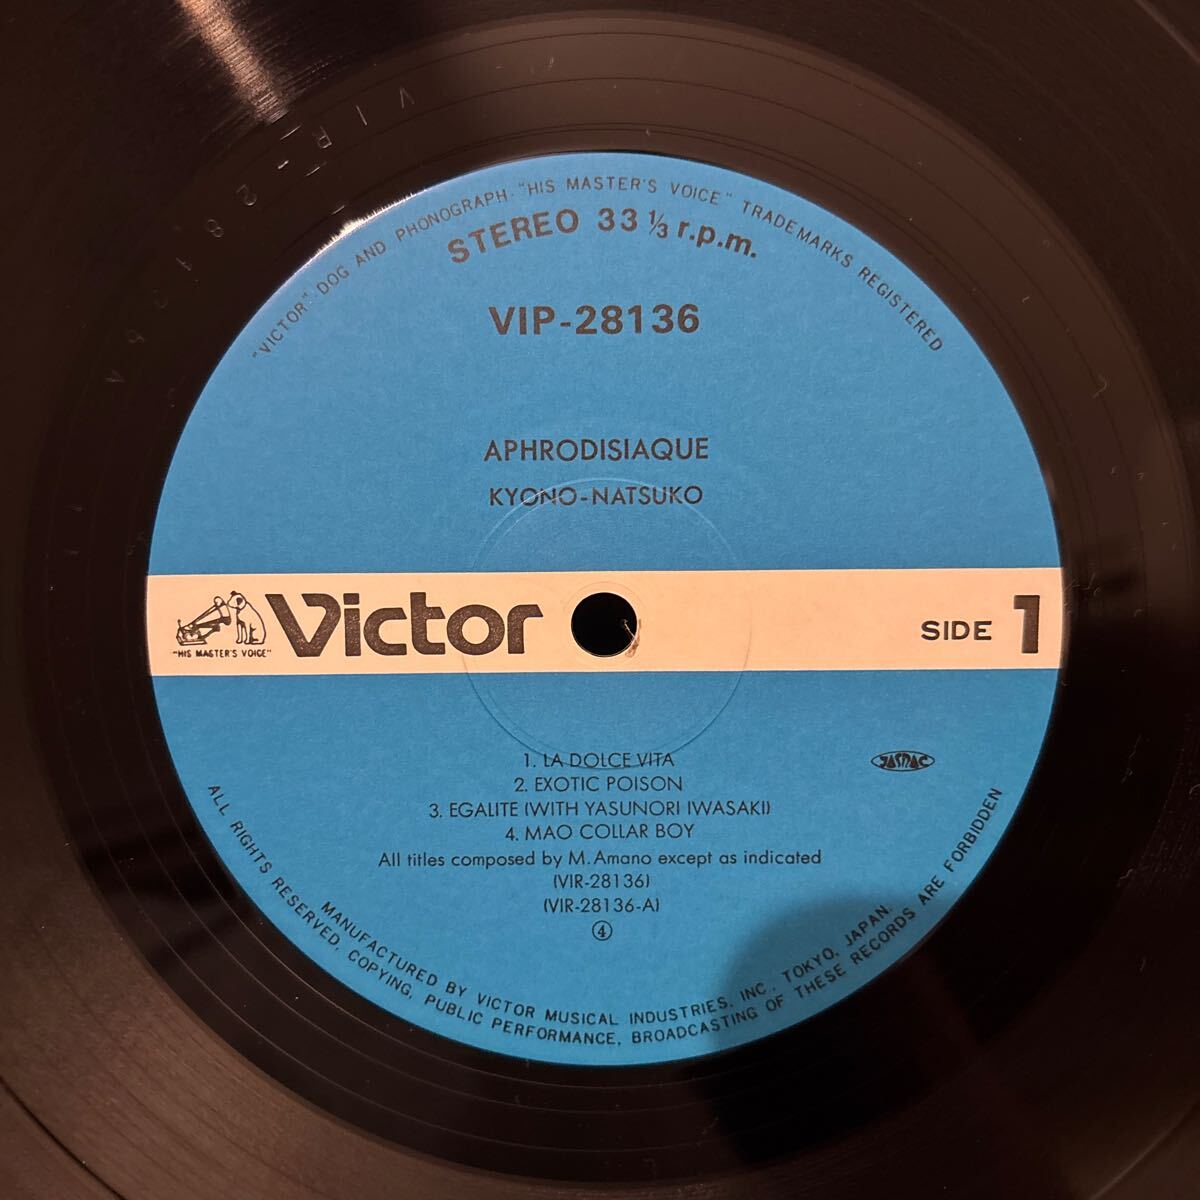 "VICTOR" DOG AND PHONOGRAPH·"HIS MASTER'S VOICE" TRADEMARKS REGISTERED
STEREO 33 ⅓ r.p.m.
VIP-28136
APHRODISIAQUE
KYONO-NATSUKO
"HIS MASTER'S VOICE"
Victor
SIDE 1
1. LA DOLCE VITA
2. EXOTIC POISON
3. EGALITE (WITH YASUNORI IWASAKI)
4. MAO COLLAR BOY
JASRAC
All titles composed by M. Amano except as indicated
(VIR-28136)
(VIR-28136-A)
④
MANUFACTURED BY VICTOR MUSICAL INDUSTRIES, INC., TOKYO, JAPAN.
ALL RIGHTS RESERVED, COPYING, PUBLIC PERFORMANCE, BROADCASTING OF THESE RECORDS ARE FORBIDDEN